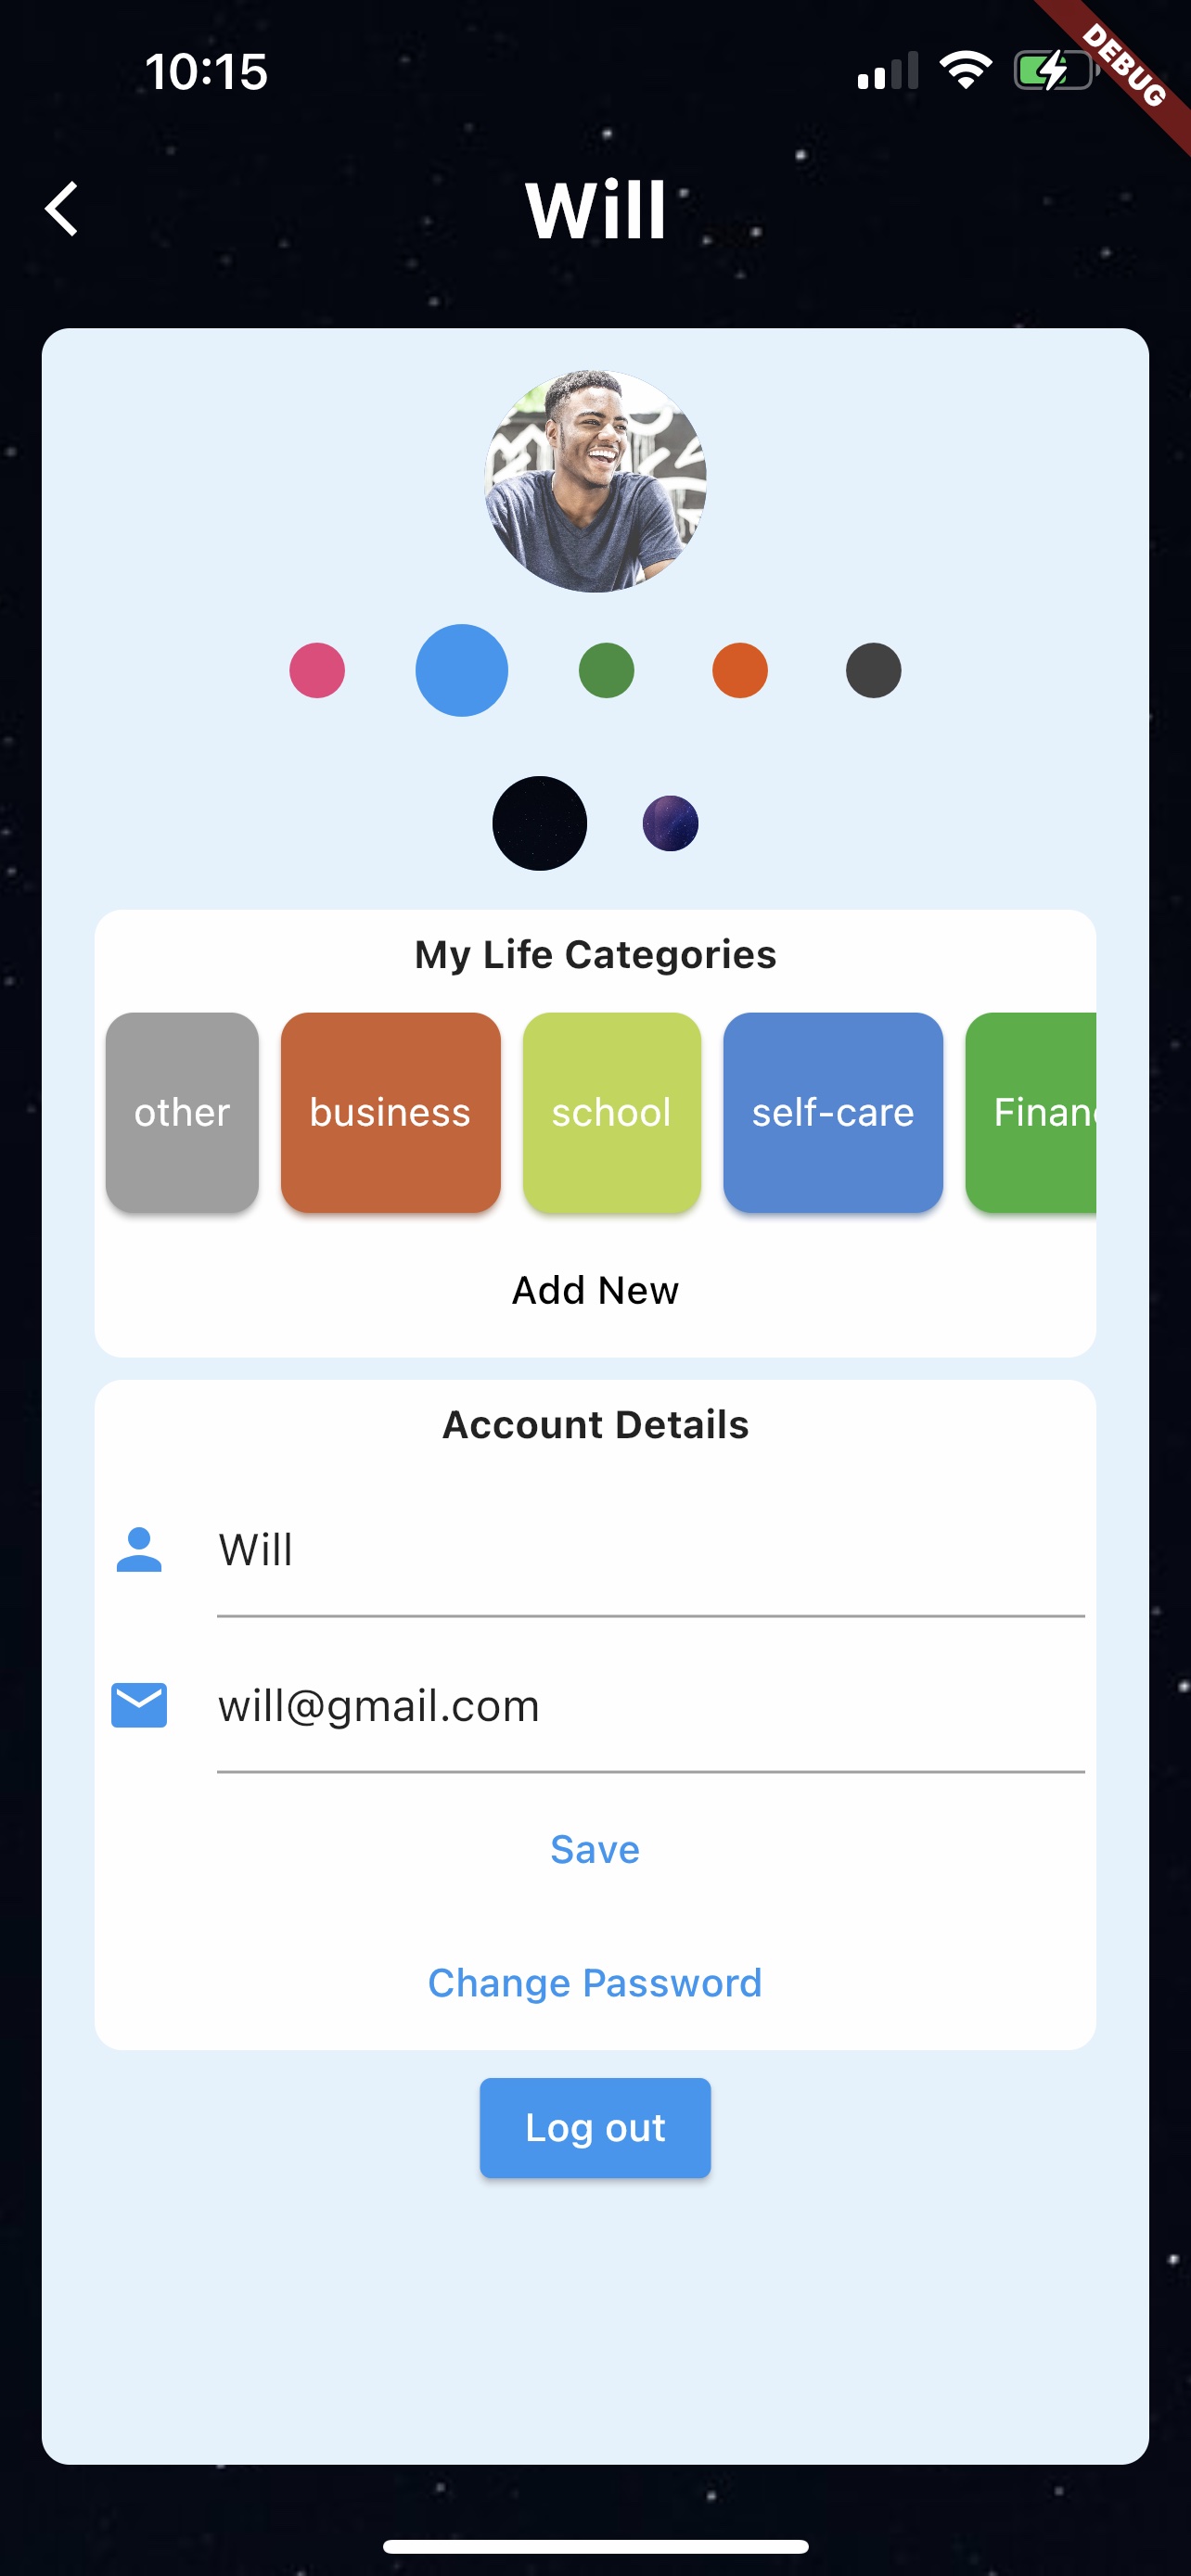 10:15
DEBUG
Will
My Life Categories
other business school self-care Finan
Add New
Account Details
Will
will@gmail.com
Save
Change Password
Log out